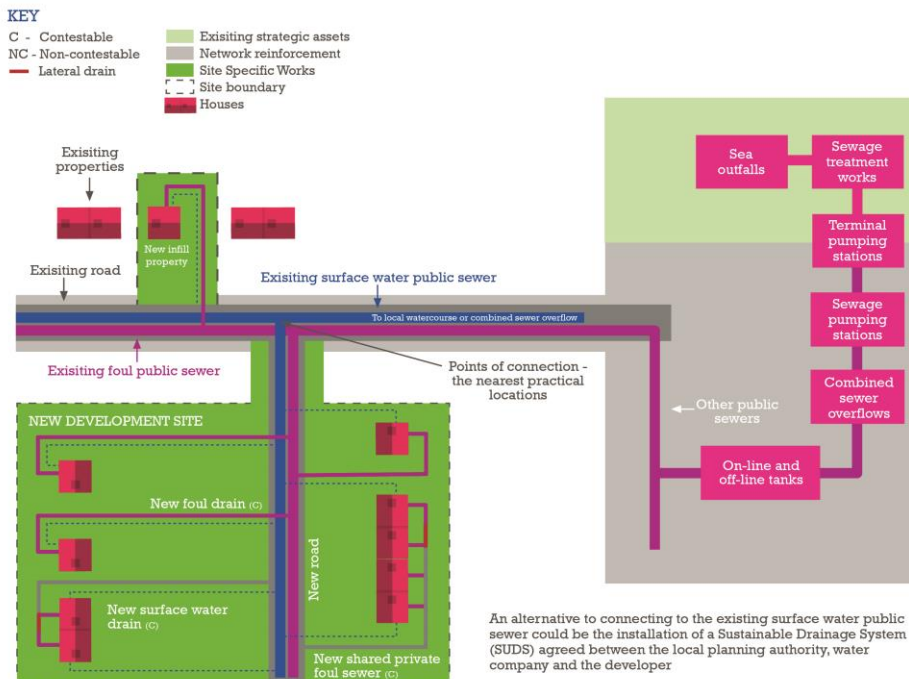 KEY
C - Contestable
NC - Non-contestable
Lateral drain
Exisiting strategic assets
Network reinforcement
Site Specific Works
Site boundary
Houses
Exisiting
properties
New infill
property
Exisiting road
Exisiting surface water public sewer
To local watercourse or combined sewer overflow
Exisiting foul public sewer
Points of connection -
the nearest practical
locations
Sea
outfalls
Sewage
treatment
works
Terminal
pumping
stations
Sewage
pumping
stations
Combined
sewer
overflows
Other public
sewers
On-line and
off-line tanks
NEW DEVELOPMENT SITE
New foul drain (C)
New road
New surface water
drain (C)
New shared private
foul sewer (C)
An alternative to connecting to the existing surface water public
sewer could be the installation of a Sustainable Drainage System
(SUDS) agreed between the local planning authority, water
company and the developer